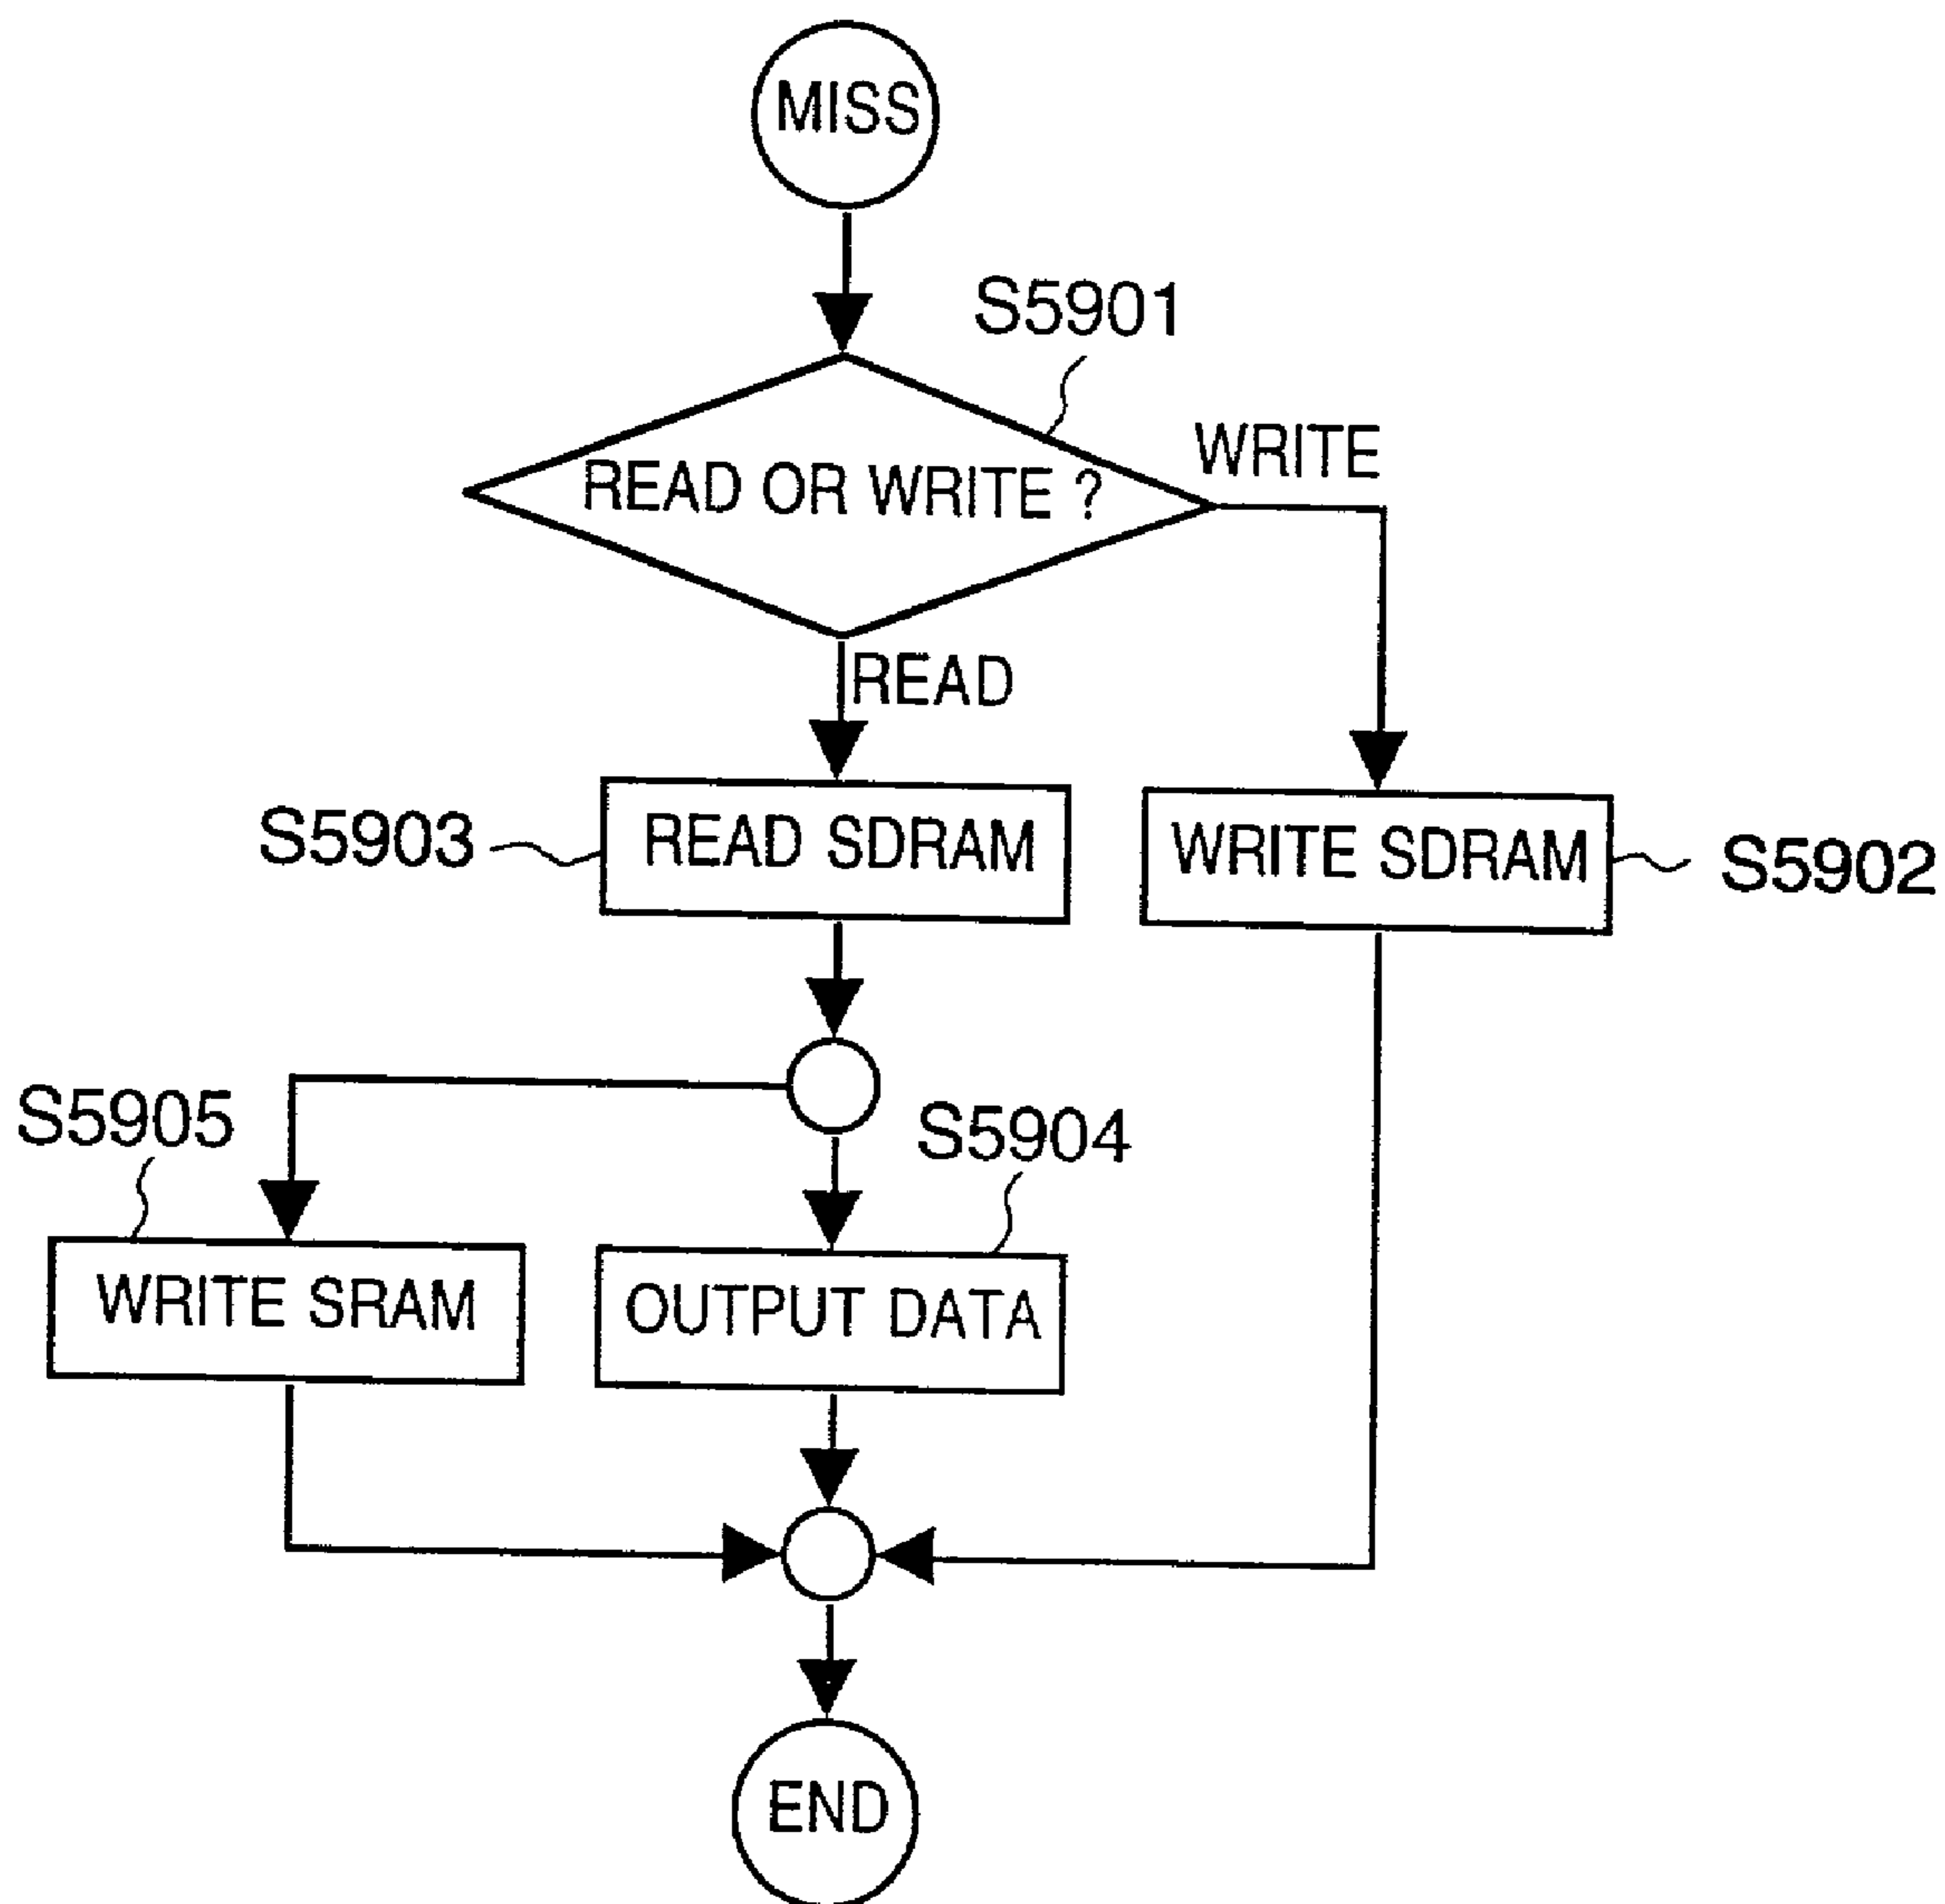 MISS
S5901
READ OR WRITE ?
WRITE
READ
S5903
READ SDRAM
WRITE SDRAM
S5902
S5905
S5904
WRITE SRAM
OUTPUT DATA
END